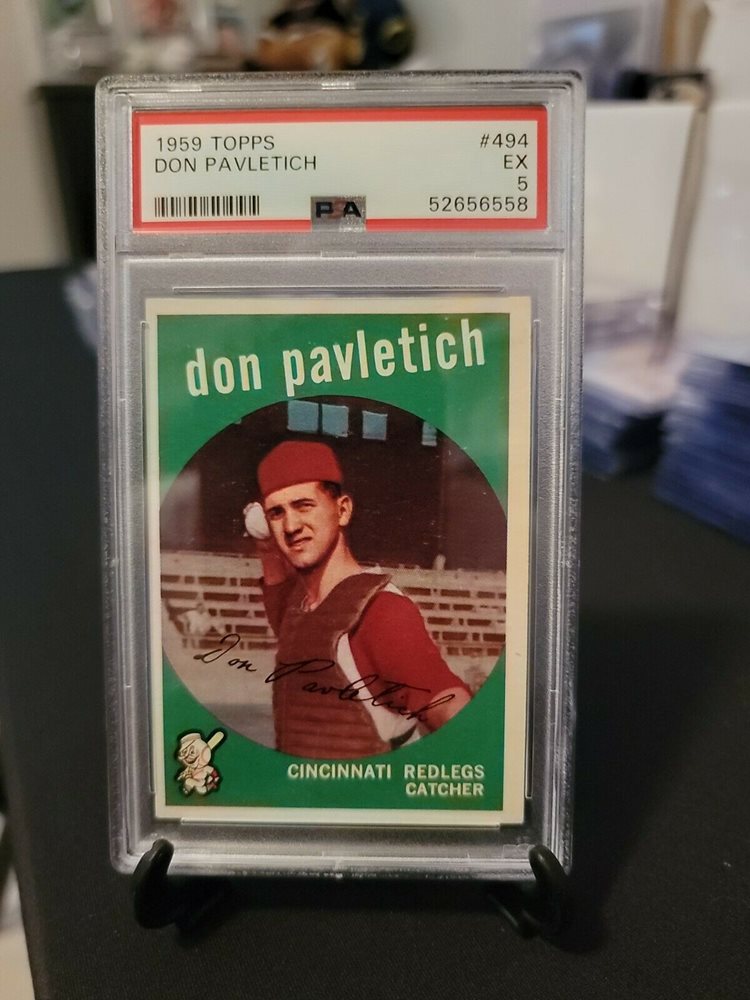 1959 TOPPS #494
DON PAVLETICH EX
5
PSA 52656558
don pavletich
Don Pavletich
CINCINNATI REDLEGS
CATCHER